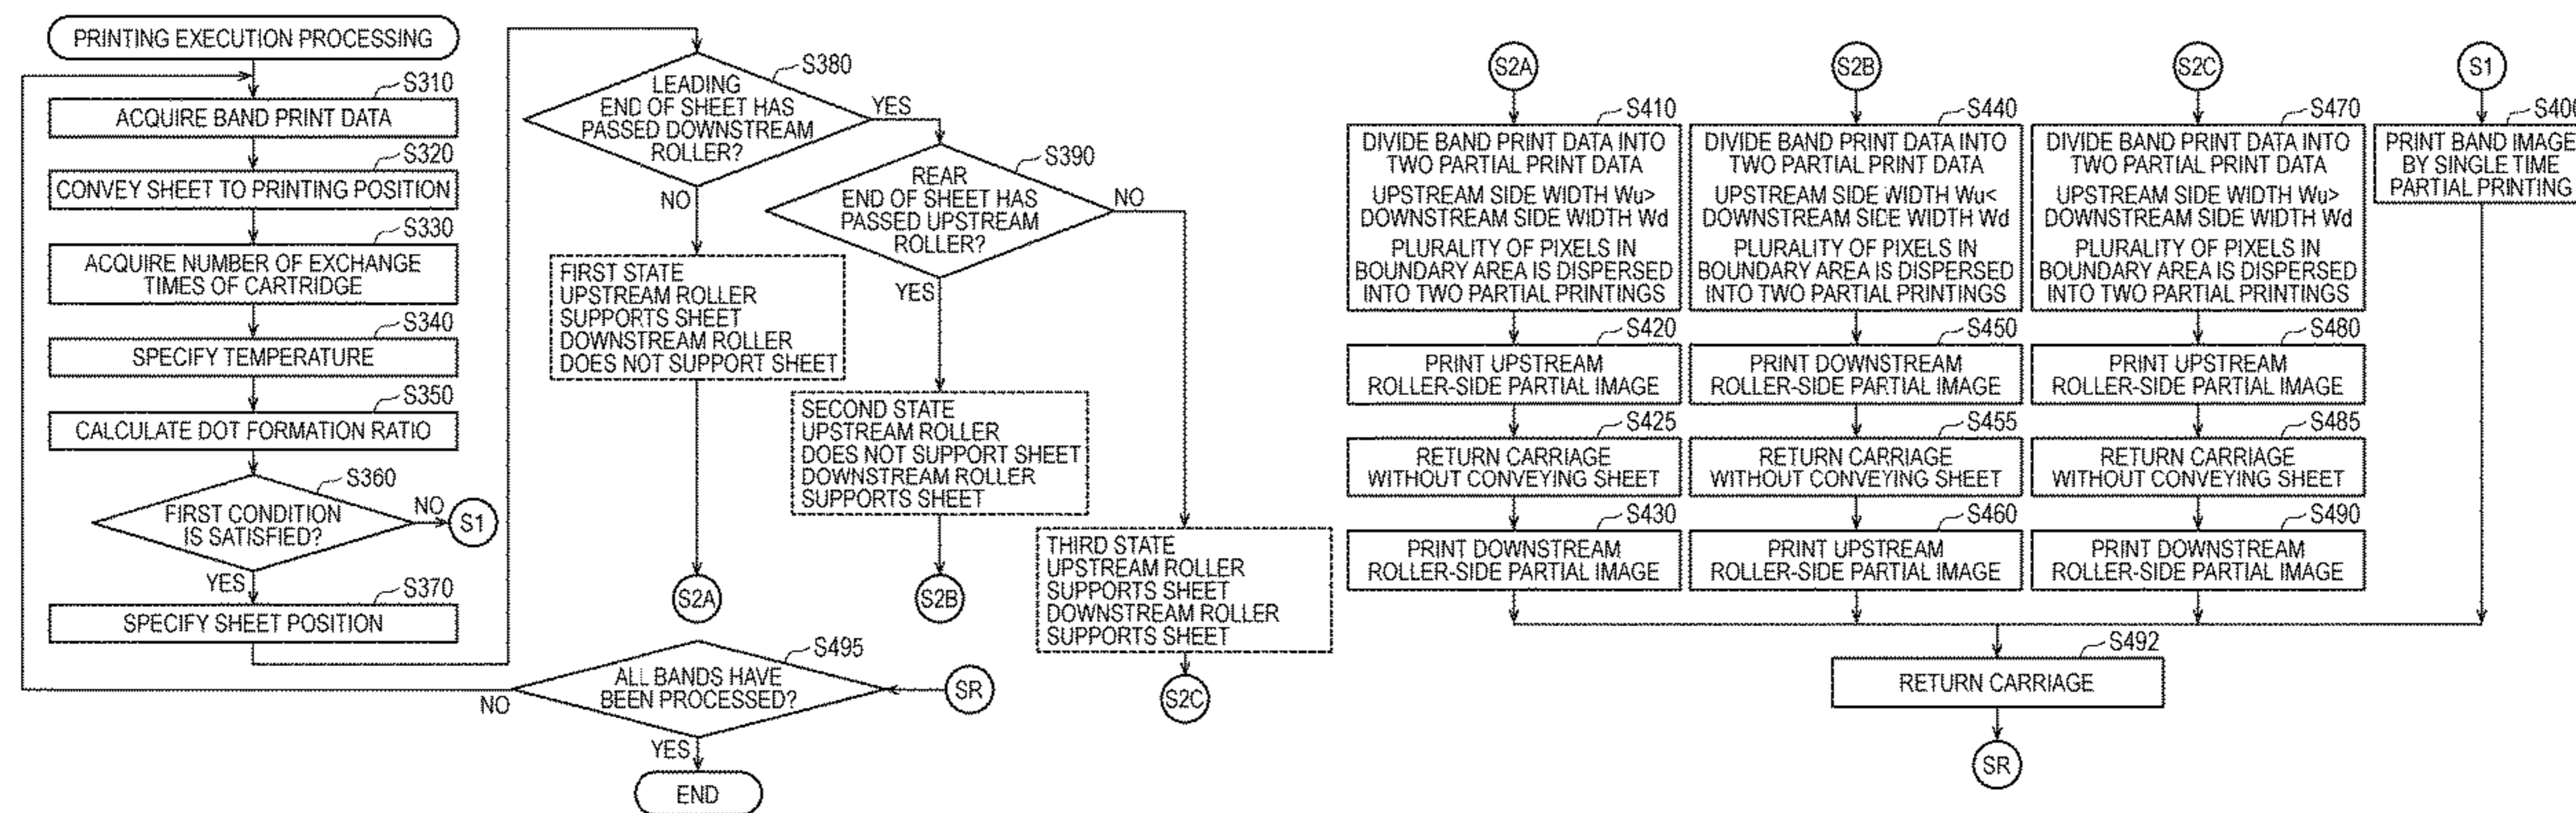 PRINTING EXECUTION PROCESSING
S310
ACQUIRE BAND PRINT DATA
S320
CONVEY SHEET TO PRINTING POSITION
S330
ACQUIRE NUMBER OF EXCHANGE
TIMES OF CARTRIDGE
S340
SPECIFY TEMPERATURE
S350
CALCULATE DOT FORMATION RATIO
S360
FIRST CONDITION
IS SATISFIED?
NO
S1
YES
S370
SPECIFY SHEET POSITION
S380
LEADING
END OF SHEET HAS
PASSED DOWNSTREAM
ROLLER?
YES
NO
S390
REAR
END OF SHEET HAS
PASSED UPSTREAM
ROLLER?
NO
YES
FIRST STATE
UPSTREAM ROLLER
SUPPORTS SHEET
DOWNSTREAM ROLLER
DOES NOT SUPPORT SHEET
S2A
SECOND STATE
UPSTREAM ROLLER
DOES NOT SUPPORT SHEET
DOWNSTREAM ROLLER
SUPPORTS SHEET
S2B
THIRD STATE
UPSTREAM ROLLER
SUPPORTS SHEET
DOWNSTREAM ROLLER
SUPPORTS SHEET
S2C
S495
ALL BANDS HAVE
BEEN PROCESSED?
SR
NO
YES
END
S2A
S410
DIVIDE BAND PRINT DATA INTO
TWO PARTIAL PRINT DATA
UPSTREAM SIDE WIDTH Wu>
DOWNSTREAM SIDE WIDTH Wd
PLURALITY OF PIXELS IN
BOUNDARY AREA IS DISPERSED
INTO TWO PARTIAL PRINTINGS
S420
PRINT UPSTREAM
ROLLER-SIDE PARTIAL IMAGE
S425
RETURN CARRIAGE
WITHOUT CONVEYING SHEET
S430
PRINT DOWNSTREAM
ROLLER-SIDE PARTIAL IMAGE
S2B
S440
DIVIDE BAND PRINT DATA INTO
TWO PARTIAL PRINT DATA
UPSTREAM SIDE WIDTH Wu<
DOWNSTREAM SIDE WIDTH Wd
PLURALITY OF PIXELS IN
BOUNDARY AREA IS DISPERSED
INTO TWO PARTIAL PRINTINGS
S450
PRINT DOWNSTREAM
ROLLER-SIDE PARTIAL IMAGE
S455
RETURN CARRIAGE
WITHOUT CONVEYING SHEET
S460
PRINT UPSTREAM
ROLLER-SIDE PARTIAL IMAGE
S2C
S470
DIVIDE BAND PRINT DATA INTO
TWO PARTIAL PRINT DATA
UPSTREAM SIDE WIDTH Wu>
DOWNSTREAM SIDE WIDTH Wd
PLURALITY OF PIXELS IN
BOUNDARY AREA IS DISPERSED
INTO TWO PARTIAL PRINTINGS
S480
PRINT UPSTREAM
ROLLER-SIDE PARTIAL IMAGE
S485
RETURN CARRIAGE
WITHOUT CONVEYING SHEET
S490
PRINT DOWNSTREAM
ROLLER-SIDE PARTIAL IMAGE
S1
S400
PRINT BAND IMAGE
BY SINGLE TIME
PARTIAL PRINTING
S492
RETURN CARRIAGE
SR